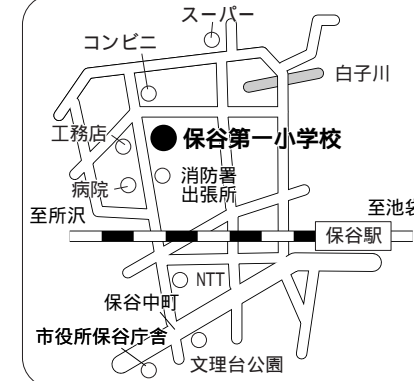 スーパー
コンビニ
白子川
工務店
保谷第一小学校
消防署
出張所
病院
至所沢
至池袋
保谷駅
NTT
保谷中町
市役所保谷庁舎
文理台公園